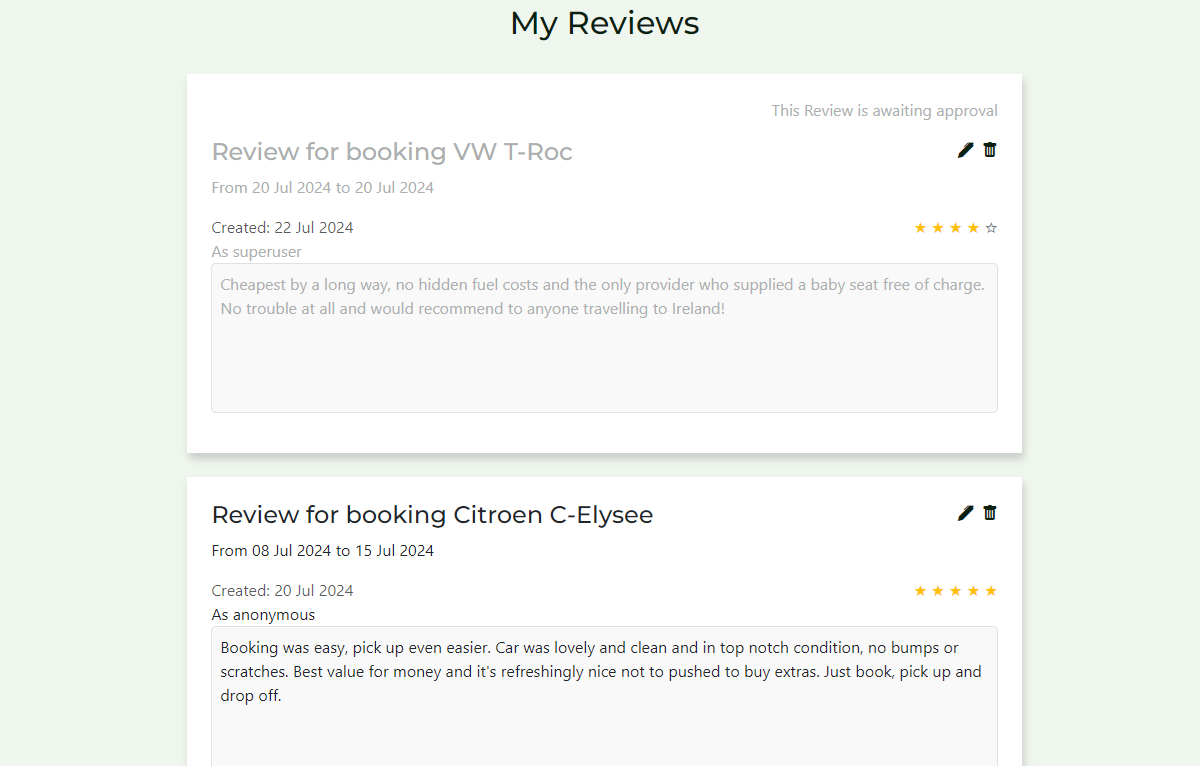 My Reviews
This Review is awaiting approval
Review for booking VW T-Roc
From 20 Jul 2024 to 20 Jul 2024
Created: 22 Jul 2024
As superuser
Cheapest by a long way, no hidden fuel costs and the only provider who supplied a baby seat free of charge.
No trouble at all and would recommend to anyone travelling to Ireland!
Review for booking Citroen C-Elysee
From 08 Jul 2024 to 15 Jul 2024
Created: 20 Jul 2024
As anonymous
Booking was easy, pick up even easier. Car was lovely and clean and in top notch condition, no bumps or
scratches. Best value for money and it's refreshingly nice not to pushed to buy extras. Just book, pick up and
drop off.